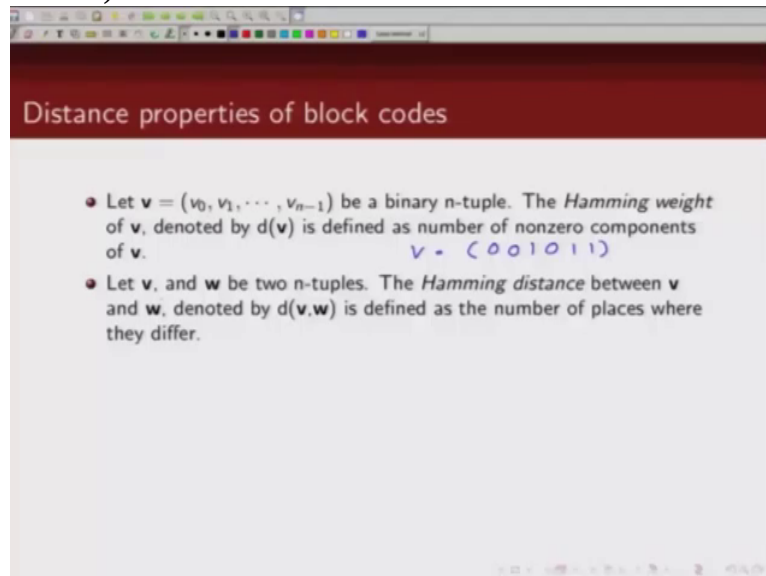 Distance properties of block codes
Let v = (v₀, v₁, ··· , vₙ₋₁) be a binary n-tuple. The Hamming weight
of v, denoted by d(v) is defined as number of nonzero components
of v.
v = (001011)
Let v, and w be two n-tuples. The Hamming distance between v
and w, denoted by d(v,w) is defined as the number of places where
they differ.